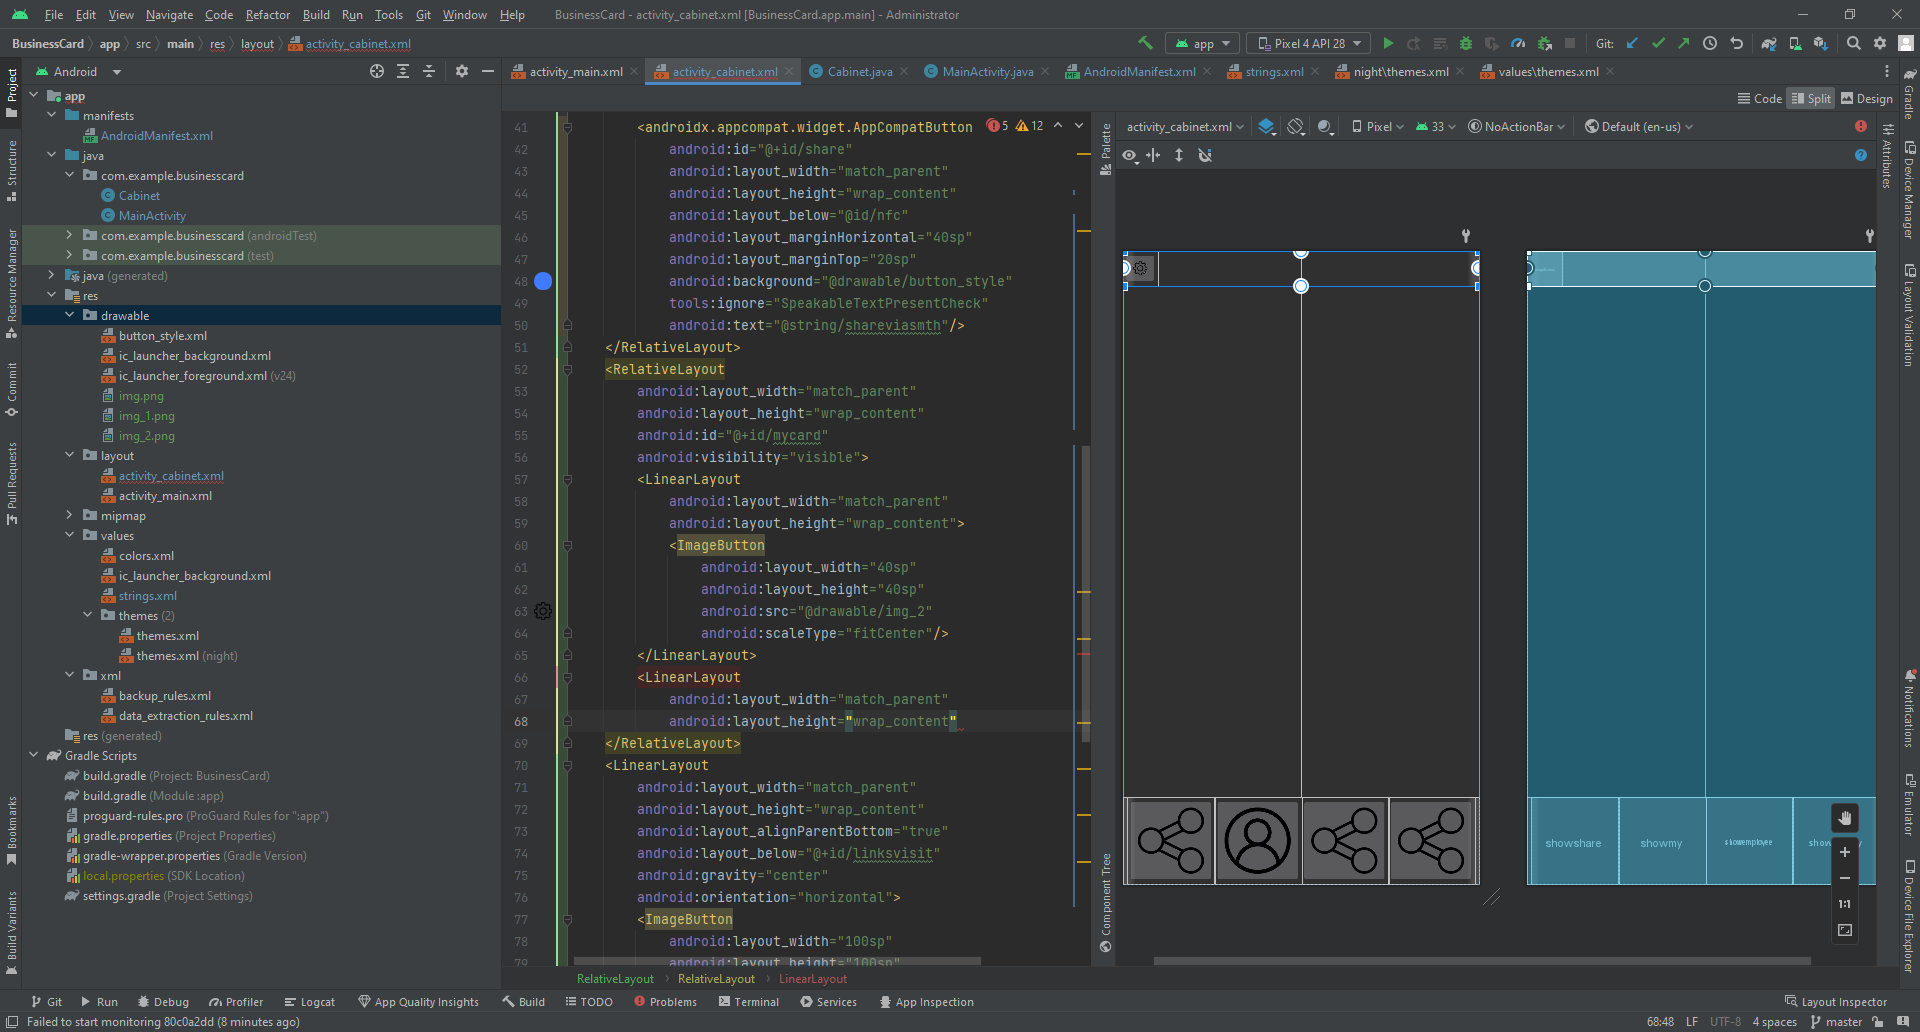 File Edit View Navigate Code Refactor Build Run Tools Git Window Help BusinessCard - activity_cabinet.xml [BusinessCard.app.main] - Administrator
BusinessCard app src main res layout activity_cabinet.xml app Pixel 4 API 28 Git:
Android
activity_main.xml activity_cabinet.xml Cabinet.java MainActivity.java AndroidManifest.xml strings.xml night\themes.xml values\themes.xml
Code Split Design
Project
Structure
Resource Manager
Commit
Pull Requests
Bookmarks
Build Variants
app
manifests
AndroidManifest.xml
java
com.example.businesscard
Cabinet
MainActivity
com.example.businesscard (androidTest)
com.example.businesscard (test)
java (generated)
res
drawable
button_style.xml
ic_launcher_background.xml
ic_launcher_foreground.xml (v24)
img.png
img_1.png
img_2.png
layout
activity_cabinet.xml
activity_main.xml
mipmap
values
colors.xml
ic_launcher_background.xml
strings.xml
themes (2)
themes.xml
themes.xml (night)
xml
backup_rules.xml
data_extraction_rules.xml
res (generated)
Gradle Scripts
build.gradle (Project: BusinessCard)
build.gradle (Module :app)
proguard-rules.pro (ProGuard Rules for ":app")
gradle.properties (Project Properties)
gradle-wrapper.properties (Gradle Version)
local.properties (SDK Location)
settings.gradle (Project Settings)
41 <androidx.appcompat.widget.AppCompatButton 5 12
42 android:id="@+id/share"
43 android:layout_width="match_parent"
44 android:layout_height="wrap_content"
45 android:layout_below="@id/nfc"
46 android:layout_marginHorizontal="40sp"
47 android:layout_marginTop="20sp"
48 android:background="@drawable/button_style"
49 tools:ignore="SpeakableTextPresentCheck"
50 android:text="@string/shareviasmth"/>
51 </RelativeLayout>
52 <RelativeLayout
53 android:layout_width="match_parent"
54 android:layout_height="wrap_content"
55 android:id="@+id/mycard"
56 android:visibility="visible">
57 <LinearLayout
58 android:layout_width="match_parent"
59 android:layout_height="wrap_content">
60 <ImageButton
61 android:layout_width="40sp"
62 android:layout_height="40sp"
63 android:src="@drawable/img_2"
64 android:scaleType="fitCenter"/>
65 </LinearLayout>
66 <LinearLayout
67 android:layout_width="match_parent"
68 android:layout_height="wrap_content"
69 </RelativeLayout>
70 <LinearLayout
71 android:layout_width="match_parent"
72 android:layout_height="wrap_content"
73 android:layout_alignParentBottom="true"
74 android:layout_below="@+id/linksvisit"
75 android:gravity="center"
76 android:orientation="horizontal">
77 <ImageButton
78 android:layout_width="100sp"
79 android:layout_height="100sp"
RelativeLayout RelativeLayout LinearLayout
Palette
Component Tree
activity_cabinet.xml Pixel 33 NoActionBar Default (en-us)
showshare showmy showemployee
1:1
Attributes
Gradle
Device Manager
Layout Validation
Notifications
Emulator
Device File Explorer
Git Run Debug Profiler Logcat App Quality Insights Build TODO Problems Terminal Services App Inspection Layout Inspector
Failed to start monitoring 80c0a2dd (8 minutes ago) 68:48 LF UTF-8 4 spaces master